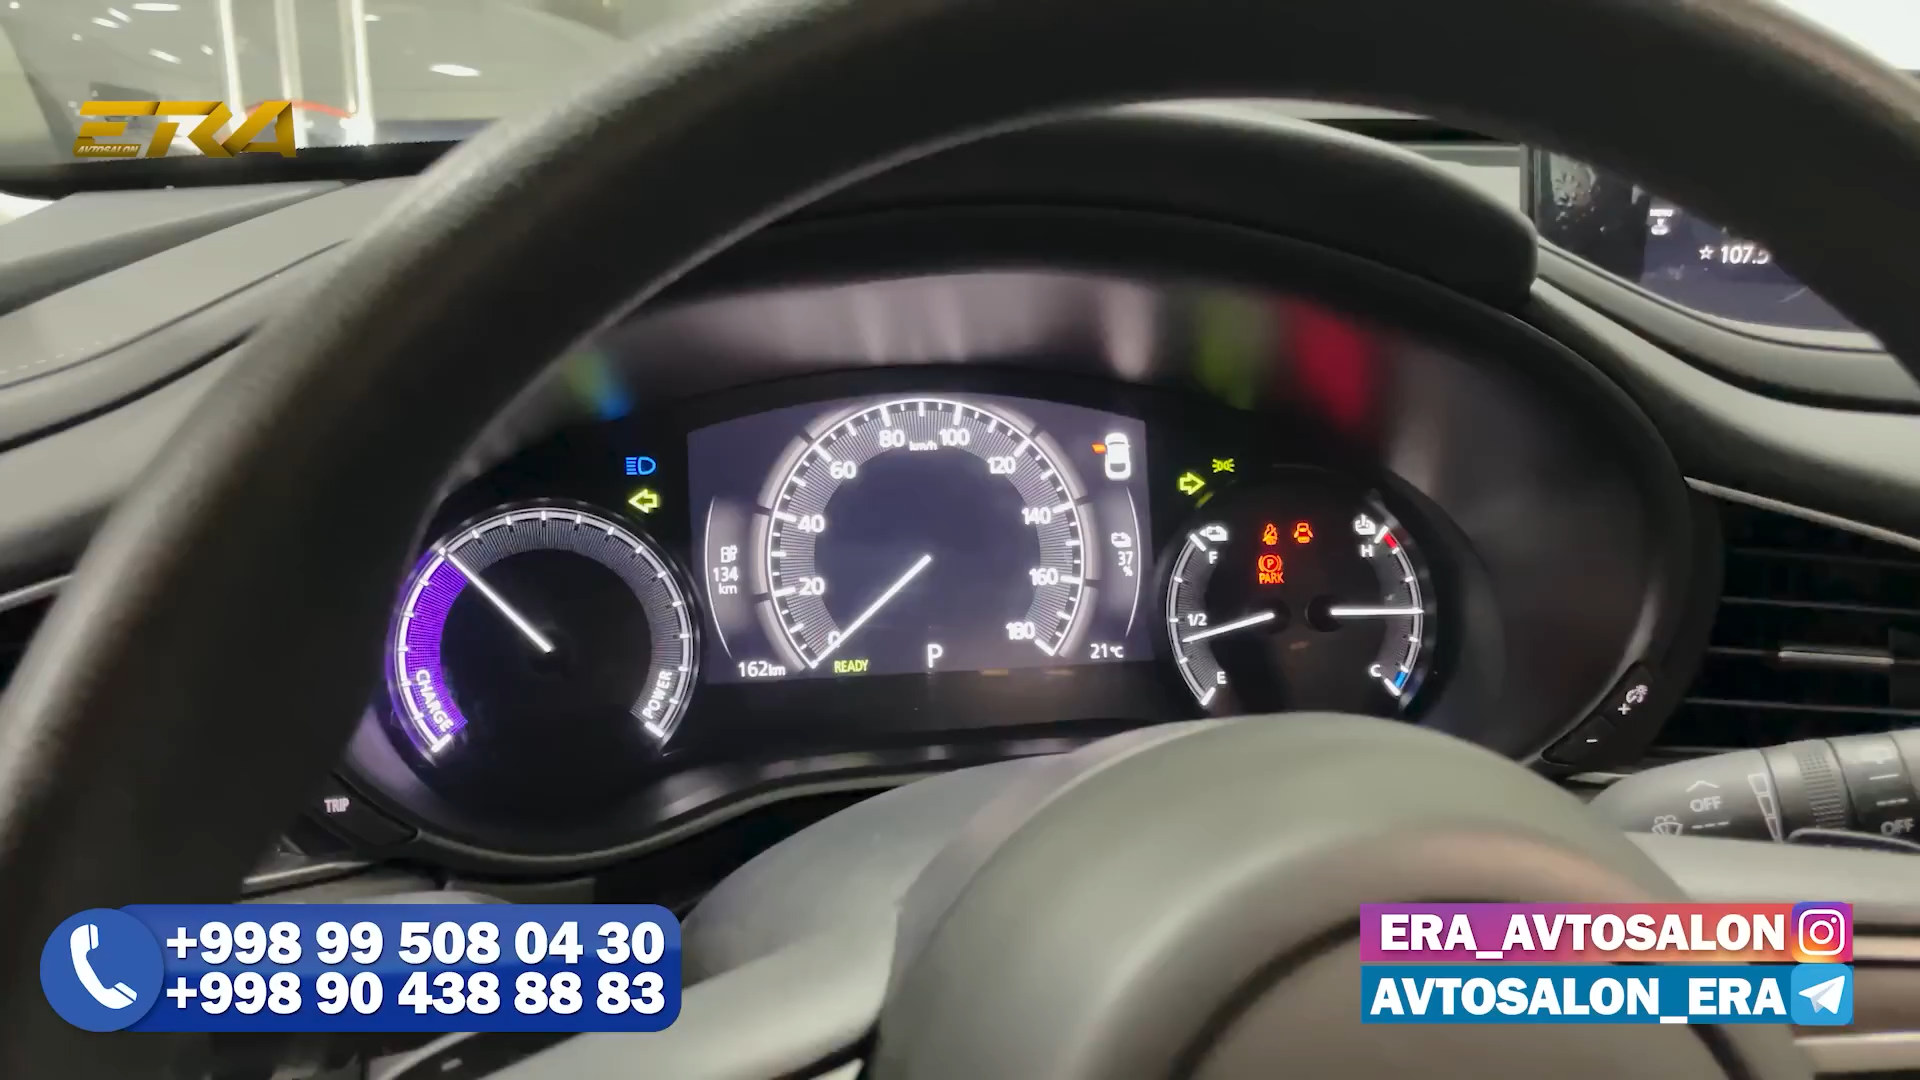 ERA
AVTOSALON
MENU
☆ 107.5
80 km/h 100
60
120
40
140
20
160
0
180
134
km
37
%
162km
READY
P
21°C
CHARGE
POWER
F
1/2
E
PARK
H
C
TRIP
OFF
OFF
+998 99 508 04 30
+998 90 438 88 83
ERA_AVTOSALON
AVTOSALON_ERA